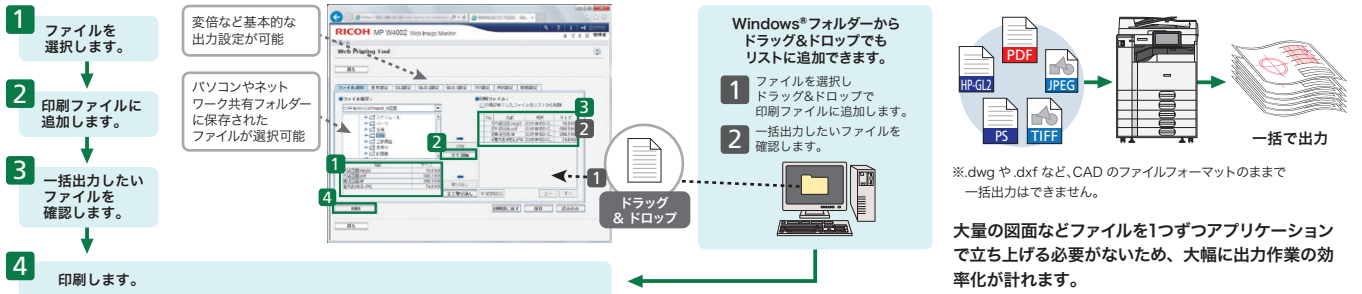 1
ファイルを
選択します。
2
印刷ファイルに
追加します。
3
一括出力したい
ファイルを
確認します。
4
印刷します。
変倍など基本的な
出力設定が可能
パソコンやネット
ワーク共有フォルダー
に保存された
ファイルが選択可能
RICOH MP W4002 Web Image Monitor
Web Printing Tool
戻る
1
2
3
2
4
戻る
1
ドラッグ
& ドロップ
Windows®フォルダーから
ドラッグ&ドロップでも
リストに追加できます。
1
ファイルを選択し
ドラッグ&ドロップで
印刷ファイルに追加します。
2
一括出力したいファイルを
確認します。
PDF
HP-GL2
JPEG
PS
TIFF
一括で出力
※.dwg や .dxf など、CAD のファイルフォーマットのままで
一括出力はできません。
大量の図面などファイルを1つずつアプリケーション
で立ち上げる必要がないため、大幅に出力作業の効
率化が計れます。